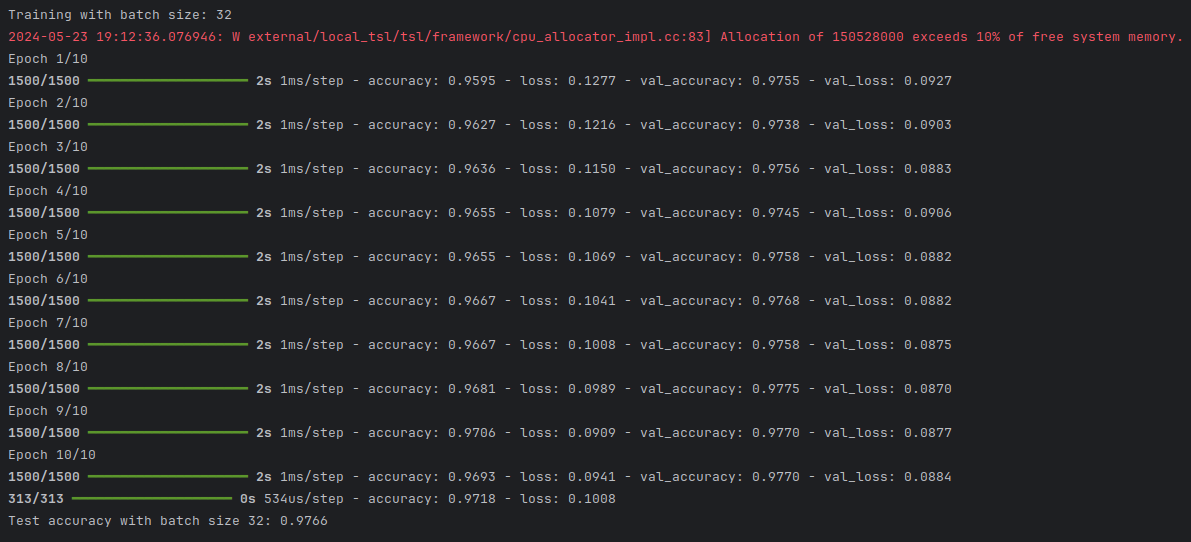 Training with batch size: 32
2024-05-23 19:12:36.076946: W external/local_tsl/tsl/framework/cpu_allocator_impl.cc:83] Allocation of 150528000 exceeds 10% of free system memory.
Epoch 1/10
1500/1500 ━━━━━━━━━━━━━━━━━━━━ 2s 1ms/step - accuracy: 0.9595 - loss: 0.1277 - val_accuracy: 0.9755 - val_loss: 0.0927
Epoch 2/10
1500/1500 ━━━━━━━━━━━━━━━━━━━━ 2s 1ms/step - accuracy: 0.9627 - loss: 0.1216 - val_accuracy: 0.9738 - val_loss: 0.0903
Epoch 3/10
1500/1500 ━━━━━━━━━━━━━━━━━━━━ 2s 1ms/step - accuracy: 0.9636 - loss: 0.1150 - val_accuracy: 0.9756 - val_loss: 0.0883
Epoch 4/10
1500/1500 ━━━━━━━━━━━━━━━━━━━━ 2s 1ms/step - accuracy: 0.9655 - loss: 0.1079 - val_accuracy: 0.9745 - val_loss: 0.0906
Epoch 5/10
1500/1500 ━━━━━━━━━━━━━━━━━━━━ 2s 1ms/step - accuracy: 0.9655 - loss: 0.1069 - val_accuracy: 0.9758 - val_loss: 0.0882
Epoch 6/10
1500/1500 ━━━━━━━━━━━━━━━━━━━━ 2s 1ms/step - accuracy: 0.9667 - loss: 0.1041 - val_accuracy: 0.9768 - val_loss: 0.0882
Epoch 7/10
1500/1500 ━━━━━━━━━━━━━━━━━━━━ 2s 1ms/step - accuracy: 0.9667 - loss: 0.1008 - val_accuracy: 0.9758 - val_loss: 0.0875
Epoch 8/10
1500/1500 ━━━━━━━━━━━━━━━━━━━━ 2s 1ms/step - accuracy: 0.9681 - loss: 0.0989 - val_accuracy: 0.9775 - val_loss: 0.0870
Epoch 9/10
1500/1500 ━━━━━━━━━━━━━━━━━━━━ 2s 1ms/step - accuracy: 0.9706 - loss: 0.0909 - val_accuracy: 0.9770 - val_loss: 0.0877
Epoch 10/10
1500/1500 ━━━━━━━━━━━━━━━━━━━━ 2s 1ms/step - accuracy: 0.9693 - loss: 0.0941 - val_accuracy: 0.9770 - val_loss: 0.0884
313/313 ━━━━━━━━━━━━━━━━━━━━ 0s 534us/step - accuracy: 0.9718 - loss: 0.1008
Test accuracy with batch size 32: 0.9766